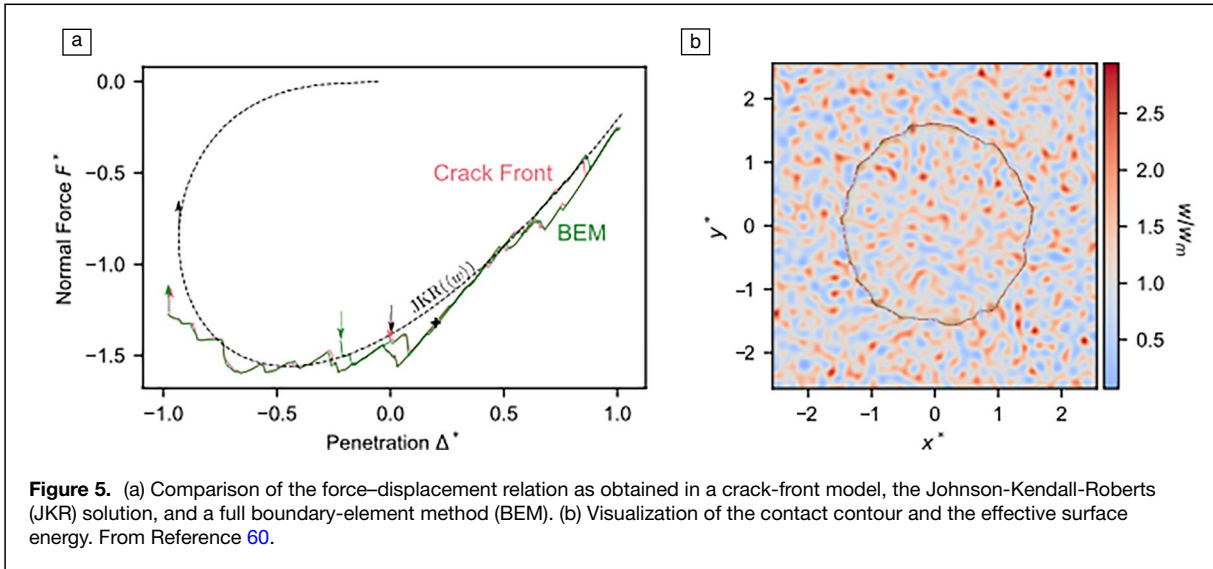 a
b
0.0
−0.5
−1.0
−1.5
Normal Force F*
Crack Front
BEM
JKR(⟨w⟩)
−1.0
−0.5
0.0
0.5
1.0
Penetration Δ*
2
1
0
−1
−2
y*
−2
−1
0
1
2
x*
2.5
2.0
1.5
1.0
0.5
w/wm
Figure 5. (a) Comparison of the force–displacement relation as obtained in a crack-front model, the Johnson-Kendall-Roberts
(JKR) solution, and a full boundary-element method (BEM). (b) Visualization of the contact contour and the effective surface
energy. From Reference 60.